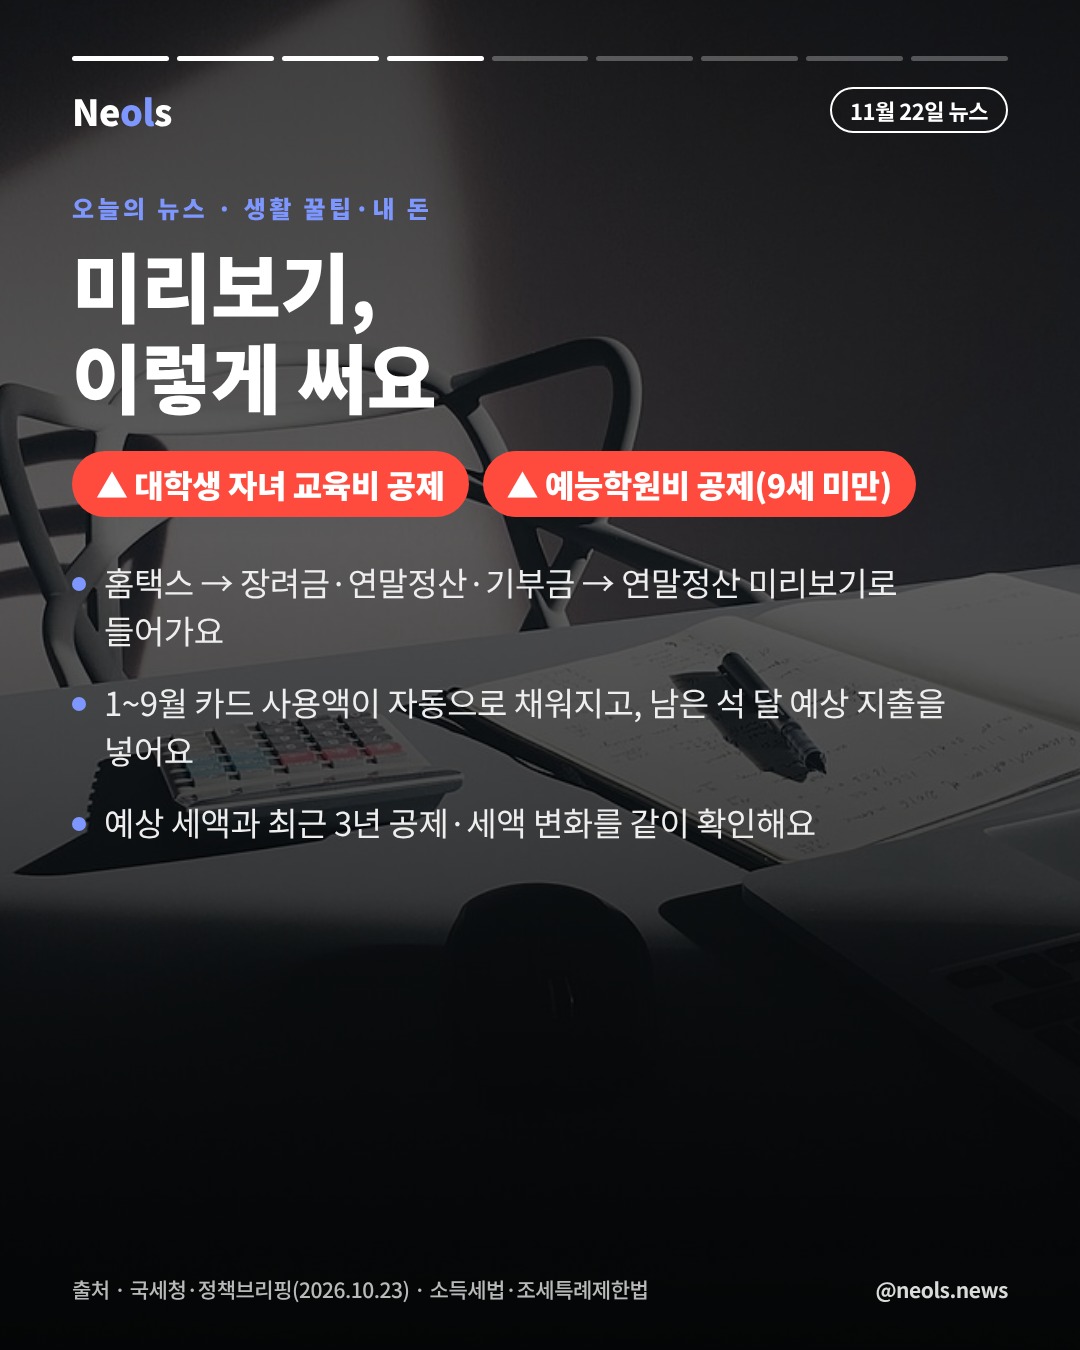 Neols
11월 22일 뉴스
오늘의 뉴스 · 생활 꿀팁·내 돈
미리보기,
이렇게 써요
▲ 대학생 자녀 교육비 공제
▲ 예능학원비 공제(9세 미만)
홈택스 → 장려금·연말정산·기부금 → 연말정산 미리보기로
들어가요
1~9월 카드 사용액이 자동으로 채워지고, 남은 석 달 예상 지출을
넣어요
예상 세액과 최근 3년 공제·세액 변화를 같이 확인해요
출처 · 국세청·정책브리핑(2026.10.23) · 소득세법·조세특례제한법
@neols.news